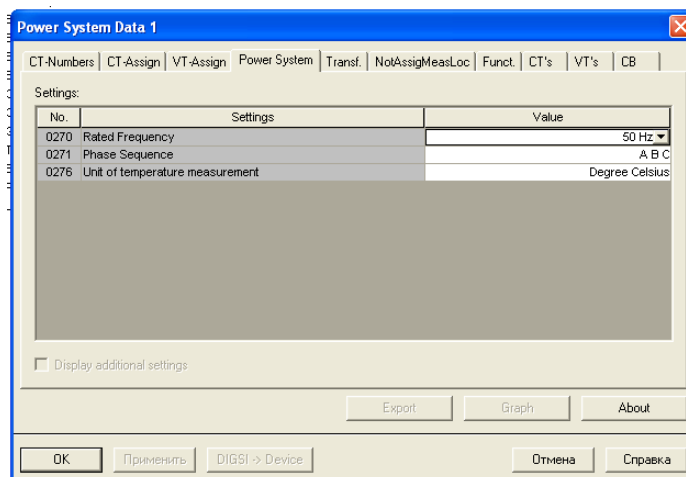 Power System Data 1
CT-Numbers CT-Assign VT-Assign Power System Transf. NotAssigMeasLoc Funct. CT's VT's CB
Settings:
No. Settings Value
0270 Rated Frequency 50 Hz
0271 Phase Sequence A B C
0276 Unit of temperature measurement Degree Celsius
Display additional settings
Export Graph About
OK Применить DIGSI -> Device Отмена Справка